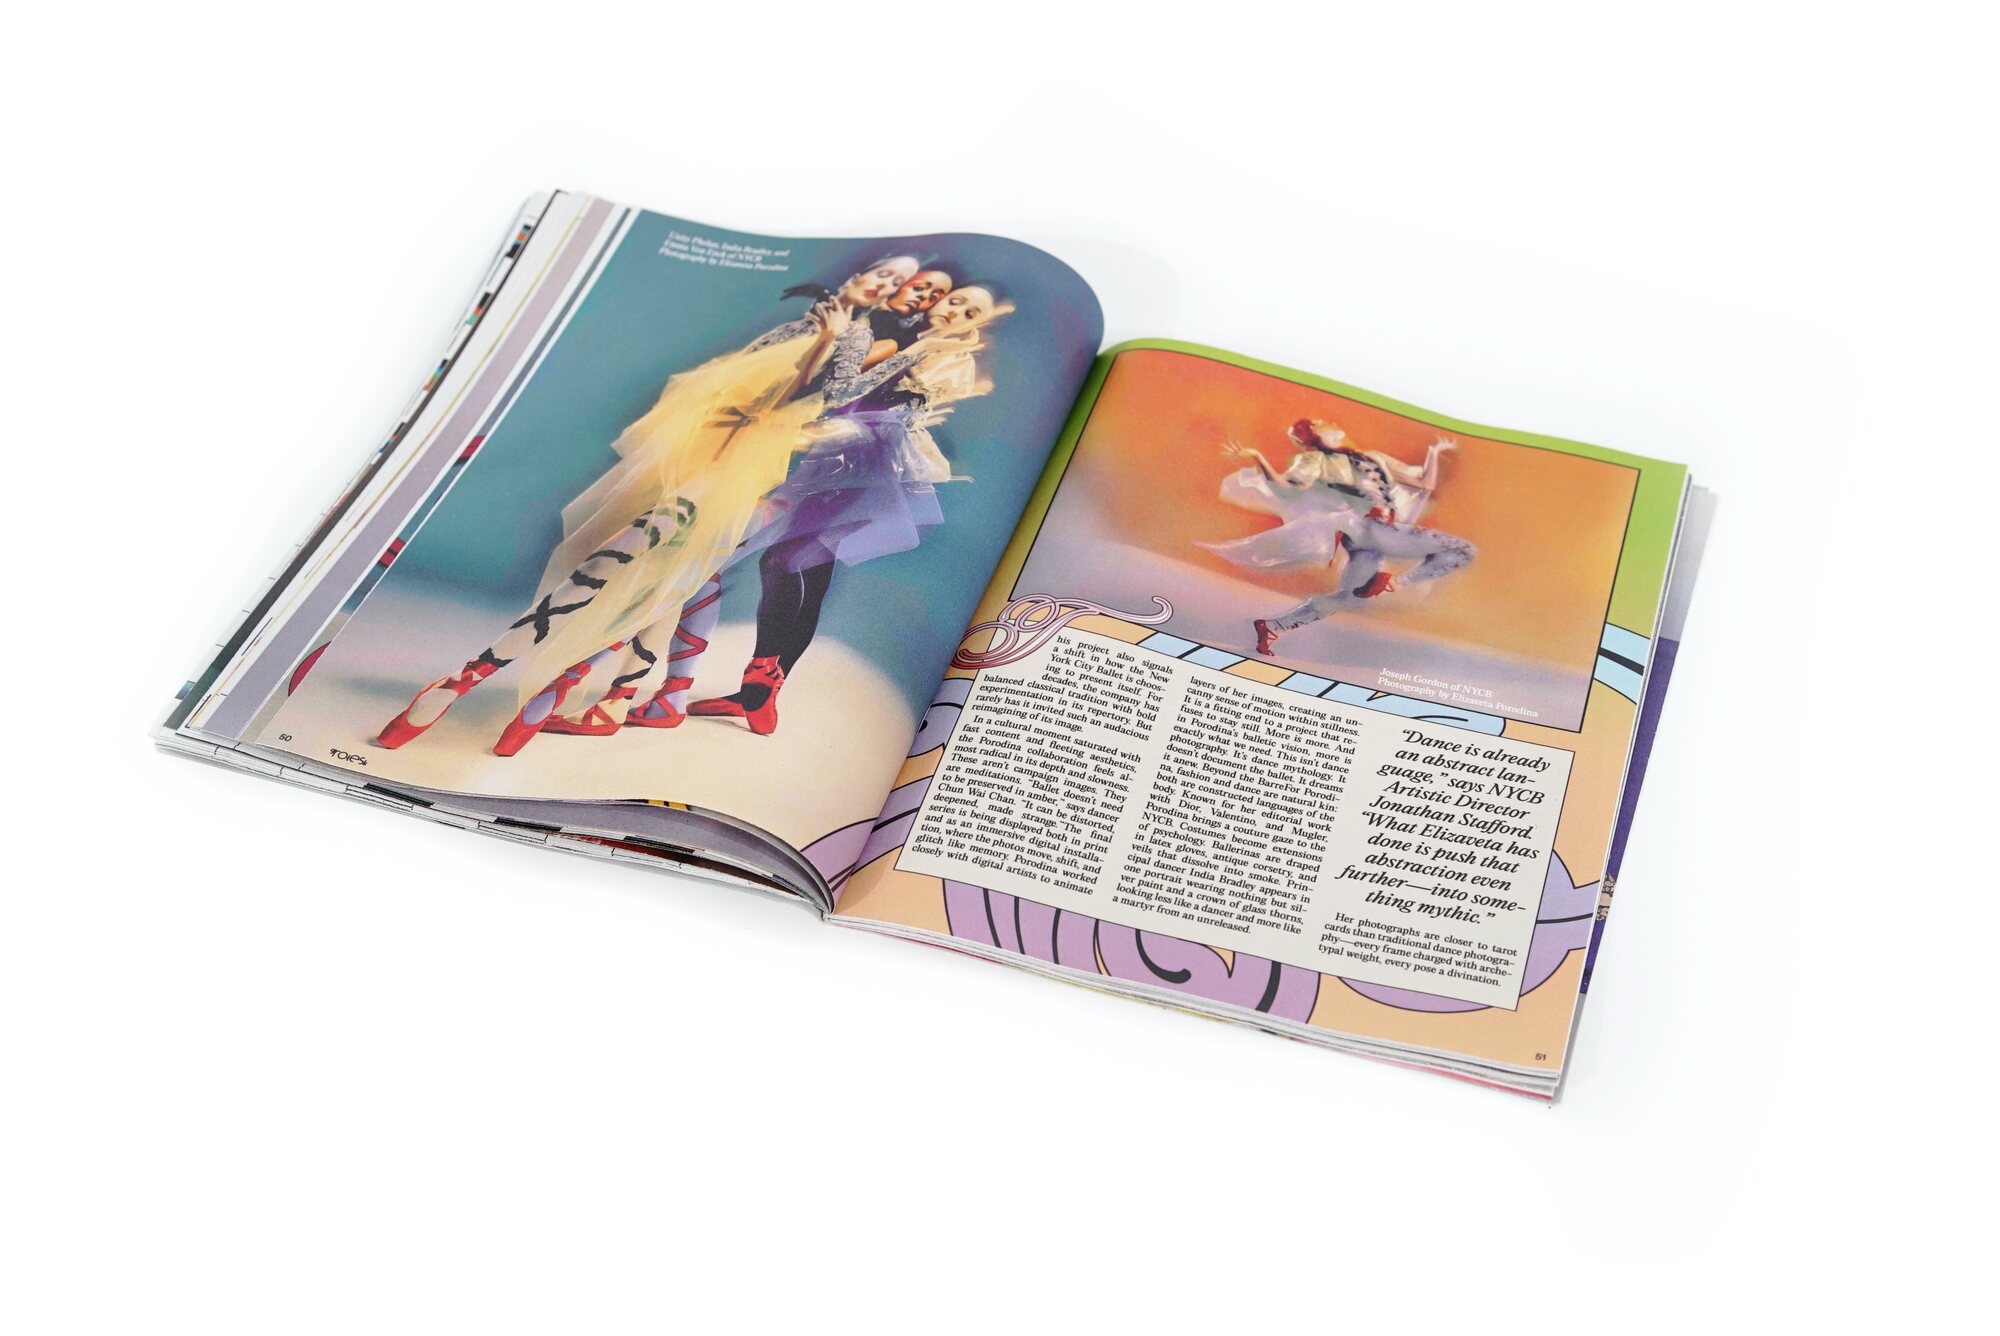 Unity Phelan, India Bradley, and
Emma Von Enck of NYCB
Photography by Elizaveta Porodina
50
Joseph Gordon of NYCB
Photography by Elizaveta Porodina
This project also signals
a shift in how the New
York City Ballet is choos-
ing to present itself. For
decades, the company has
balanced classical tradition with bold
experimentation in its repertory. But
rarely has it invited such an audacious
reimagining of its image.
In a cultural moment saturated with
fast content and fleeting aesthetics,
the Porodina collaboration feels al-
most radical in its depth and slowness.
These aren't campaign images. They
are meditations. “Ballet doesn't need
to be preserved in amber,” says dancer
Chun Wai Chan. “It can be distorted,
deepened, made strange.”The final
series is being displayed both in print
and as an immersive digital installa-
tion, where the photos move, shift, and
glitch like memory. Porodina worked
closely with digital artists to animate
layers of her images, creating an un-
canny sense of motion within stillness.
It is a fitting end to a project that re-
fuses to stay still. More is more. And
in Porodina's balletic vision, more is
exactly what we need. This isn't dance
photography. It's dance mythology. It
doesn't document the ballet. It dreams
it anew. Beyond the BarreFor Porodi-
na, fashion and dance are natural kin:
both are constructed languages of the
body. Known for her editorial work
with Dior, Valentino, and Mugler,
Porodina brings a couture gaze to the
NYCB. Costumes become extensions
of psychology. Ballerinas are draped
in latex gloves, antique corsetry, and
veils that dissolve into smoke. Prin-
cipal dancer India Bradley appears in
one portrait wearing nothing but sil-
ver paint and a crown of glass thorns,
looking less like a dancer and more like
a martyr from an unreleased.
“Dance is already
an abstract lan-
guage,” says NYCB
Artistic Director
Jonathan Stafford.
“What Elizaveta has
done is push that
abstraction even
further—into some-
thing mythic.”
Her photographs are closer to tarot
cards than traditional dance photogra-
phy—every frame charged with arche-
typal weight, every pose a divination.
51